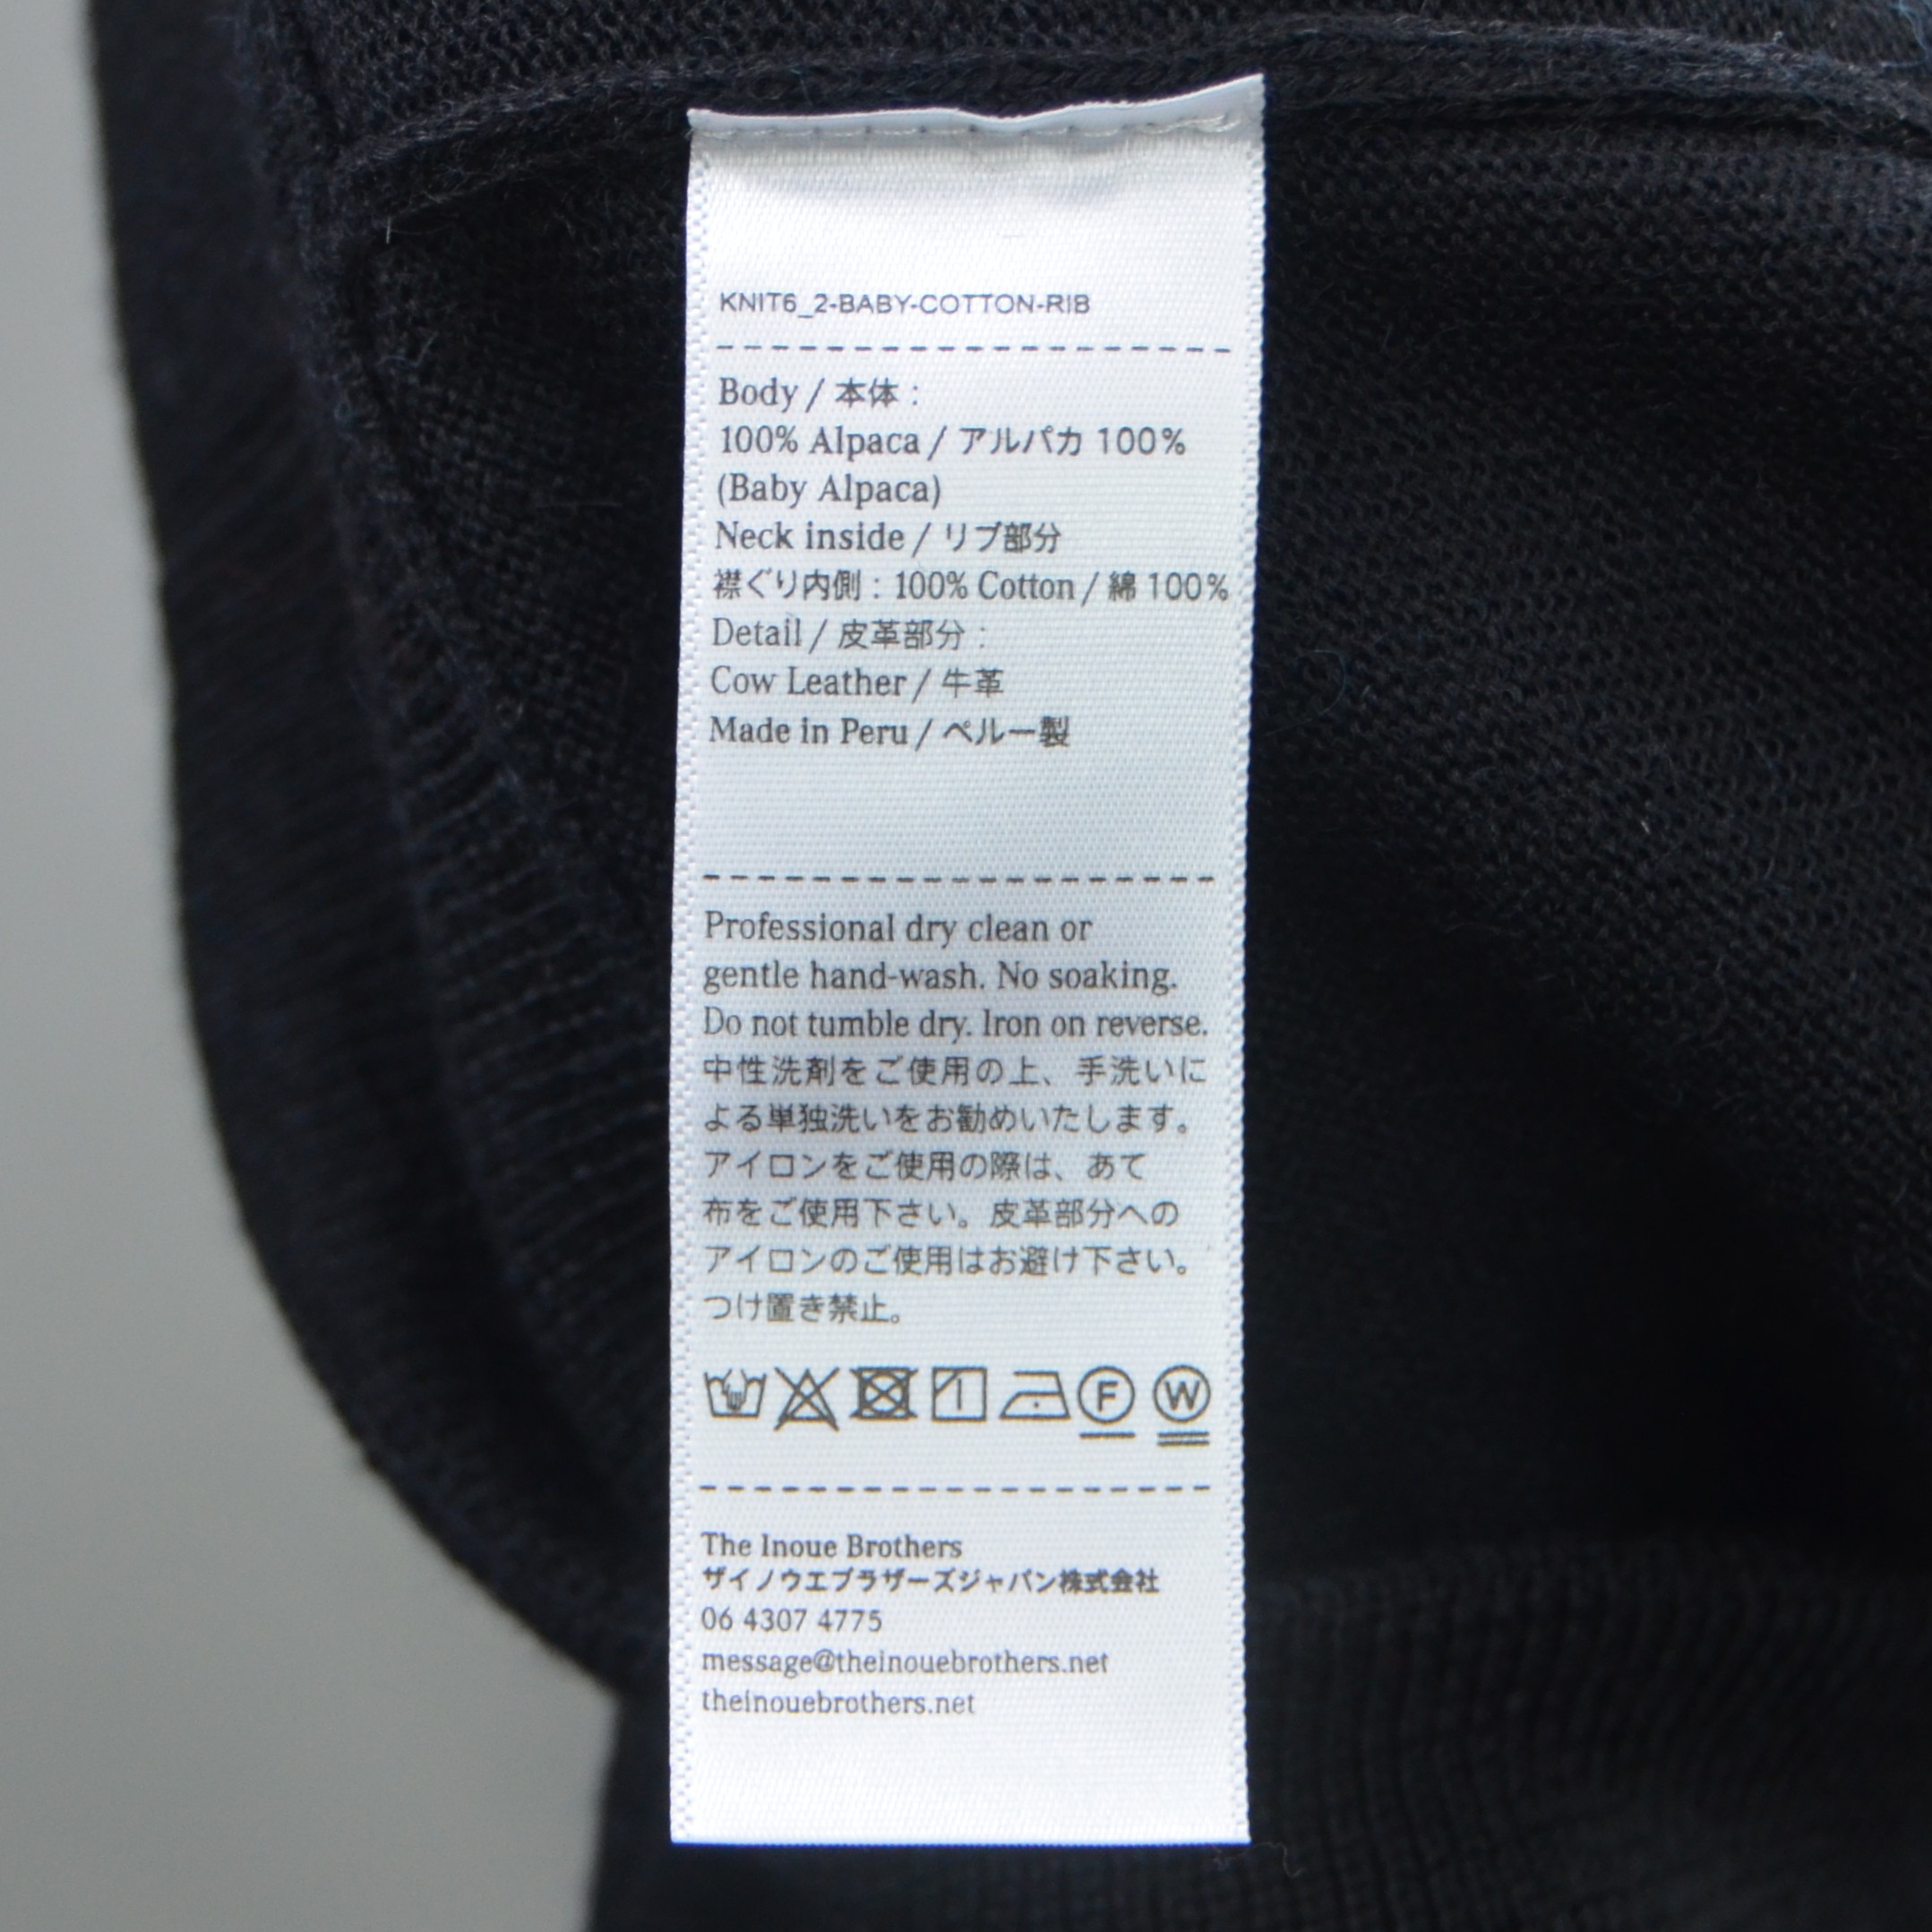 KNIT6_2-BABY-COTTON-RIB
Body / 本体 :
100% Alpaca / アルパカ 100%
(Baby Alpaca)
Neck inside / リブ部分
襟ぐり内側 : 100% Cotton / 綿 100%
Detail / 皮革部分 :
Cow Leather / 牛革
Made in Peru / ペルー製
Professional dry clean or
gentle hand-wash. No soaking.
Do not tumble dry. Iron on reverse.
中性洗剤をご使用の上、手洗いに
よる単独洗いをお勧めいたします。
アイロンをご使用の際は、あて
布をご使用下さい。皮革部分への
アイロンのご使用はお避け下さい。
つけ置き禁止。
F W
The Inoue Brothers
ザイノウエブラザーズジャパン株式会社
06 4307 4775
message@theinouebrothers.net
theinouebrothers.net